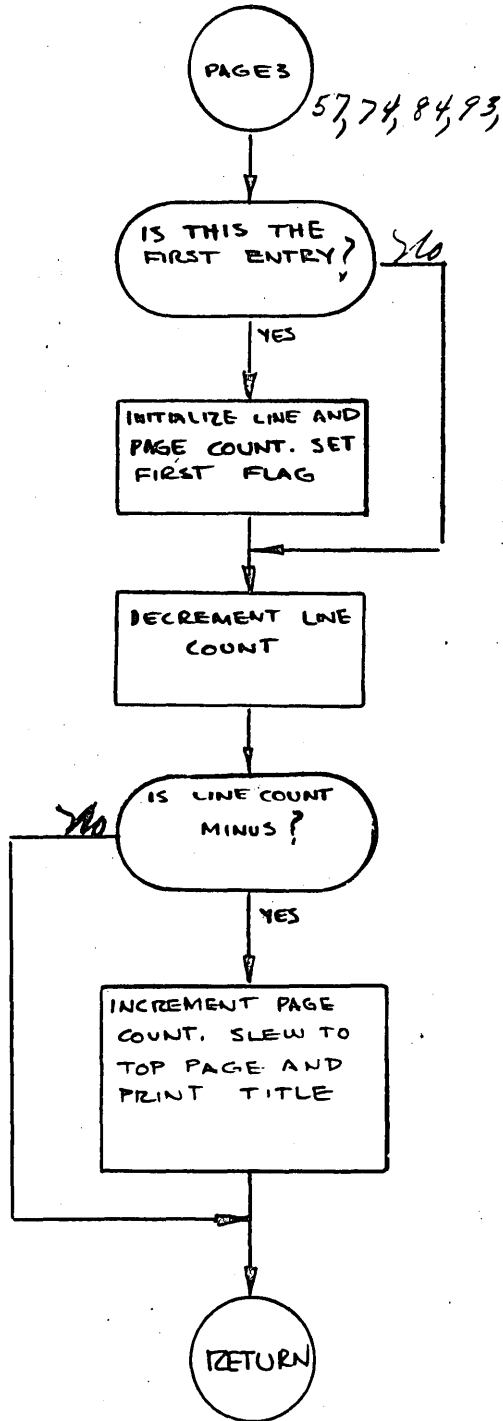 PAGE3
57, 74, 84, 93,
IS THIS THE
FIRST ENTRY?
No
YES
INITIALIZE LINE AND
PAGE COUNT. SET
FIRST FLAG
DECREMENT LINE
COUNT
IS LINE COUNT
MINUS?
No
YES
INCREMENT PAGE
COUNT. SLEW TO
TOP PAGE AND
PRINT TITLE
RETURN